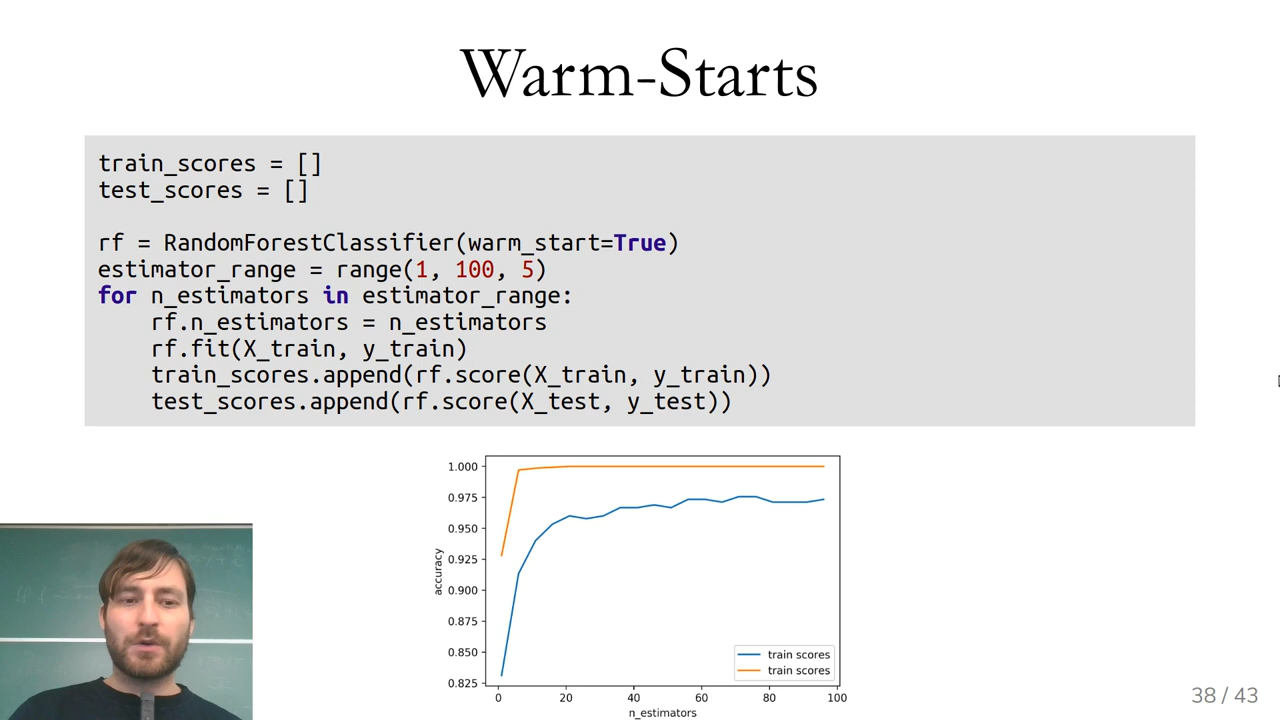 Warm-Starts
train_scores = []
test_scores = []
rf = RandomForestClassifier(warm_start=True)
estimator_range = range(1, 100, 5)
for n_estimators in estimator_range:
    rf.n_estimators = n_estimators
    rf.fit(X_train, y_train)
    train_scores.append(rf.score(X_train, y_train))
    test_scores.append(rf.score(X_test, y_test))
1.000
0.975
0.950
0.925
0.900
0.875
0.850
0.825
accuracy
train scores
train scores
0 20 40 60 80 100
n_estimators
38 / 43